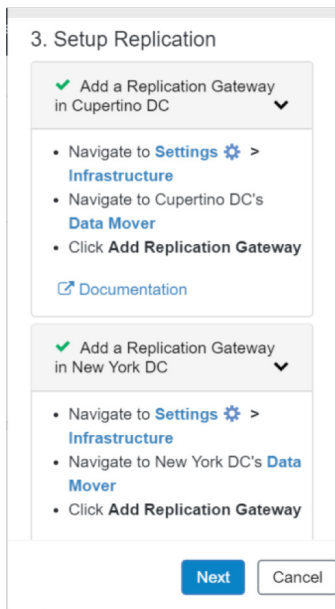 3. Setup Replication
Add a Replication Gateway
in Cupertino DC
• Navigate to Settings >
Infrastructure
• Navigate to Cupertino DC's
Data Mover
• Click Add Replication Gateway
Documentation
Add a Replication Gateway
in New York DC
• Navigate to Settings >
Infrastructure
• Navigate to New York DC's Data
Mover
• Click Add Replication Gateway
Next
Cancel